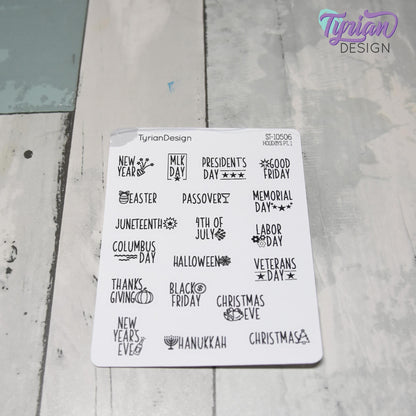 Tyrian
DESIGN
TyrianDesign
ST-10506
HOLIDAYS PT. 1
NEW
YEAR
MLK
DAY
PRESIDENT'S
DAY
GOOD
FRIDAY
EASTER
PASSOVER
MEMORIAL
DAY
JUNETEENTH
4TH OF
JULY
LABOR
DAY
COLUMBUS
DAY
HALLOWEEN
VETERANS
DAY
THANKS
GIVING
BLACK
FRIDAY
CHRISTMAS
EVE
NEW
YEAR'S
EVE
HANUKKAH
CHRISTMAS